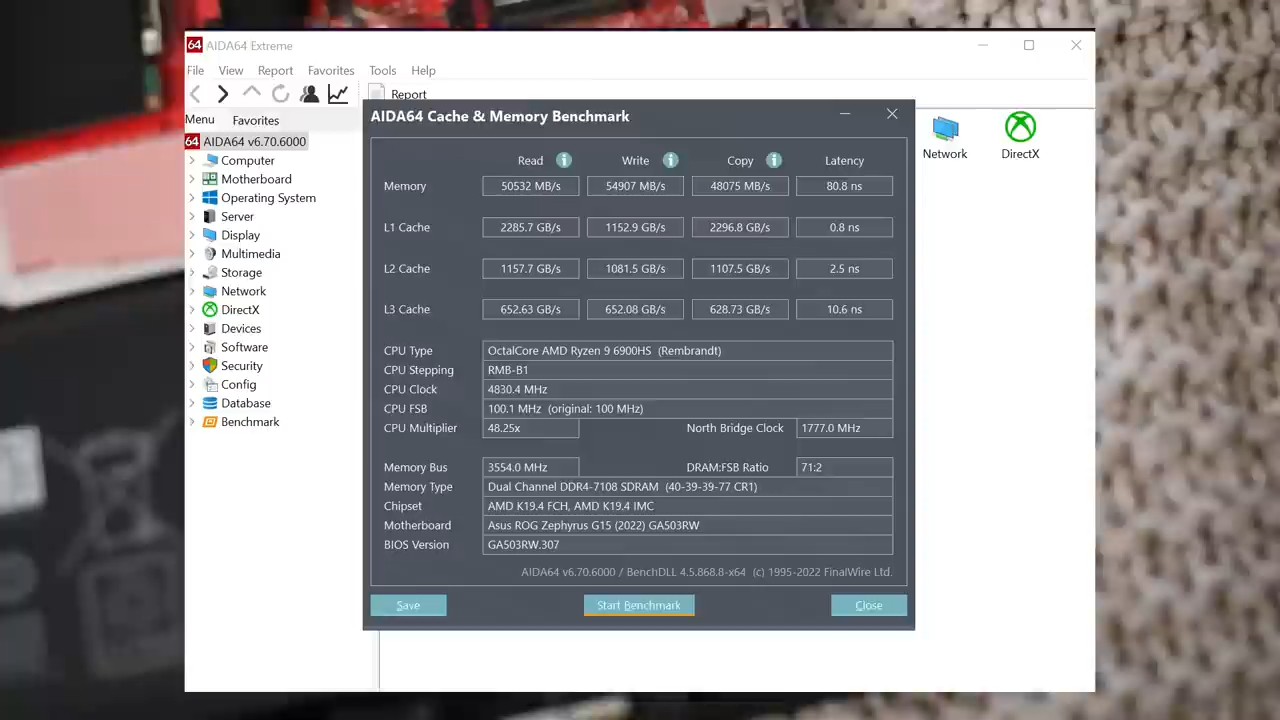 64 AIDA64 Extreme
File View Report Favorites Tools Help
Report
Menu Favorites
64 AIDA64 v6.70.6000
Computer
Motherboard
Operating System
Server
Display
Multimedia
Storage
Network
DirectX
Devices
Software
Security
Config
Database
Benchmark
Network DirectX
AIDA64 Cache & Memory Benchmark
Read i Write i Copy i Latency
Memory 50532 MB/s 54907 MB/s 48075 MB/s 80.8 ns
L1 Cache 2285.7 GB/s 1152.9 GB/s 2296.8 GB/s 0.8 ns
L2 Cache 1157.7 GB/s 1081.5 GB/s 1107.5 GB/s 2.5 ns
L3 Cache 652.63 GB/s 652.08 GB/s 628.73 GB/s 10.6 ns
CPU Type OctalCore AMD Ryzen 9 6900HS (Rembrandt)
CPU Stepping RMB-B1
CPU Clock 4830.4 MHz
CPU FSB 100.1 MHz (original: 100 MHz)
CPU Multiplier 48.25x North Bridge Clock 1777.0 MHz
Memory Bus 3554.0 MHz DRAM:FSB Ratio 71:2
Memory Type Dual Channel DDR4-7108 SDRAM (40-39-39-77 CR1)
Chipset AMD K19.4 FCH, AMD K19.4 IMC
Motherboard Asus ROG Zephyrus G15 (2022) GA503RW
BIOS Version GA503RW.307
AIDA64 v6.70.6000 / BenchDLL 4.5.868.8-x64 (c) 1995-2022 FinalWire Ltd.
Save Start Benchmark Close